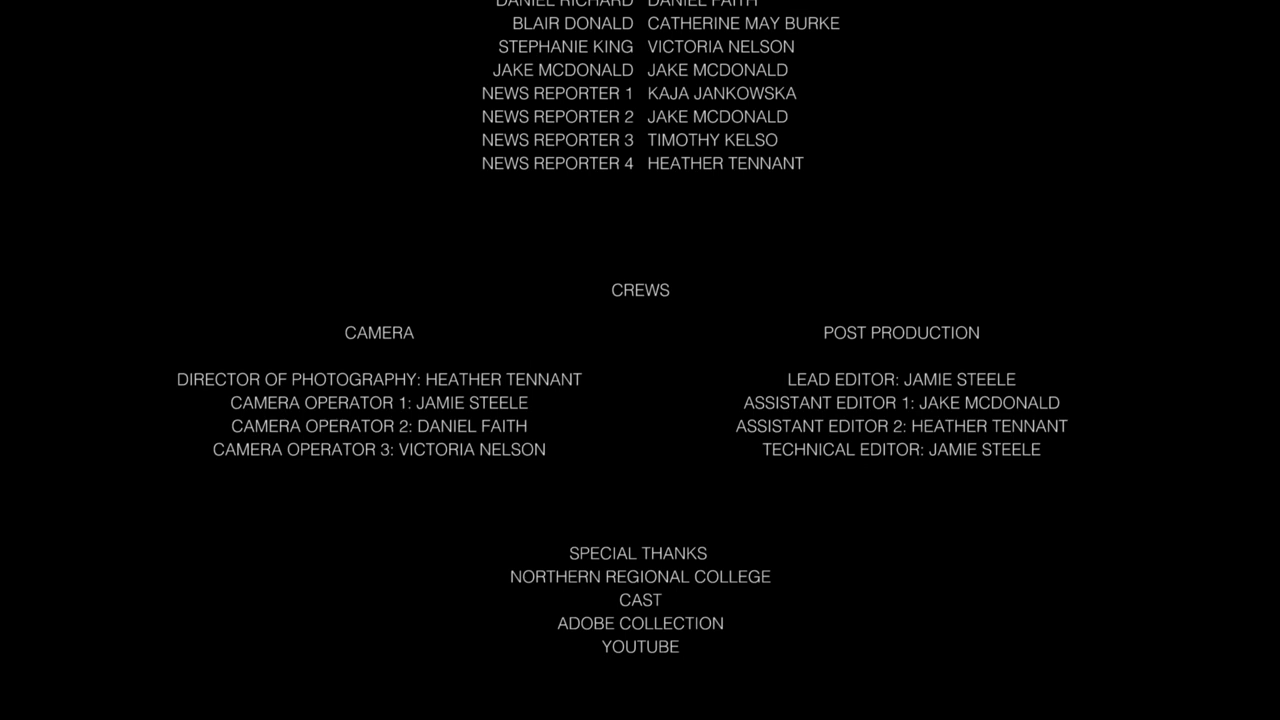 DANIEL RICHARD DANIEL FAITH
BLAIR DONALD CATHERINE MAY BURKE
STEPHANIE KING VICTORIA NELSON
JAKE MCDONALD JAKE MCDONALD
NEWS REPORTER 1 KAJA JANKOWSKA
NEWS REPORTER 2 JAKE MCDONALD
NEWS REPORTER 3 TIMOTHY KELSO
NEWS REPORTER 4 HEATHER TENNANT
CREWS
CAMERA
DIRECTOR OF PHOTOGRAPHY: HEATHER TENNANT
CAMERA OPERATOR 1: JAMIE STEELE
CAMERA OPERATOR 2: DANIEL FAITH
CAMERA OPERATOR 3: VICTORIA NELSON
POST PRODUCTION
LEAD EDITOR: JAMIE STEELE
ASSISTANT EDITOR 1: JAKE MCDONALD
ASSISTANT EDITOR 2: HEATHER TENNANT
TECHNICAL EDITOR: JAMIE STEELE
SPECIAL THANKS
NORTHERN REGIONAL COLLEGE
CAST
ADOBE COLLECTION
YOUTUBE